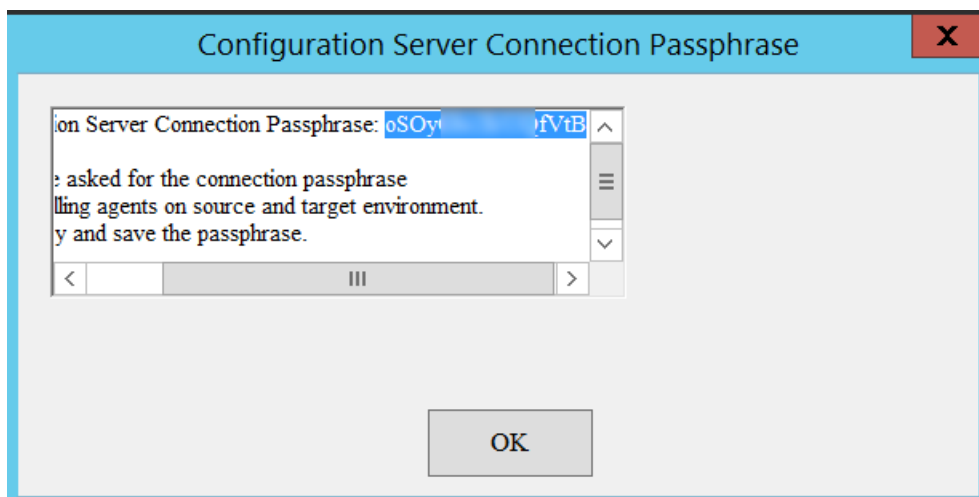 Configuration Server Connection Passphrase
X
ion Server Connection Passphrase:
asked for the connection passphrase
lling agents on source and target environment.
y and save the passphrase.
OK